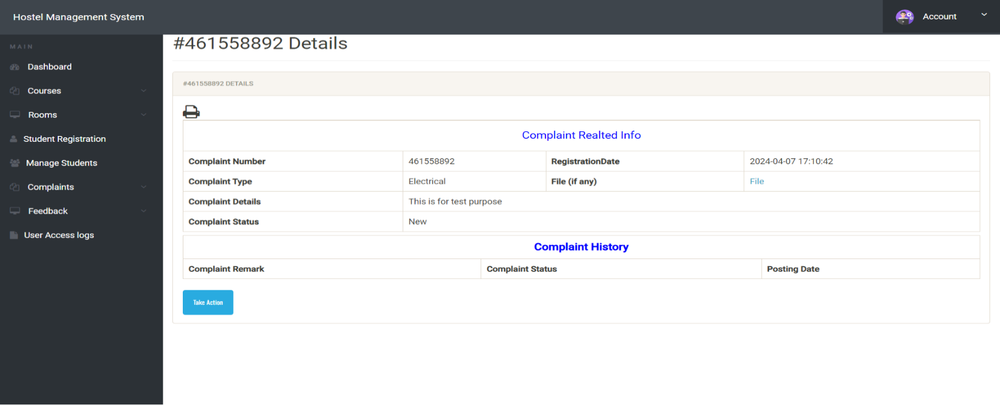 Hostel Management System
Account
MAIN
Dashboard
Courses
Rooms
Student Registration
Manage Students
Complaints
Feedback
User Access logs
#461558892 Details
#461558892 DETAILS
Complaint Realted Info
Complaint Number 461558892 RegistrationDate 2024-04-07 17:10:42
Complaint Type Electrical File (if any) File
Complaint Details This is for test purpose
Complaint Status New
Complaint History
Complaint Remark Complaint Status Posting Date
Take Action